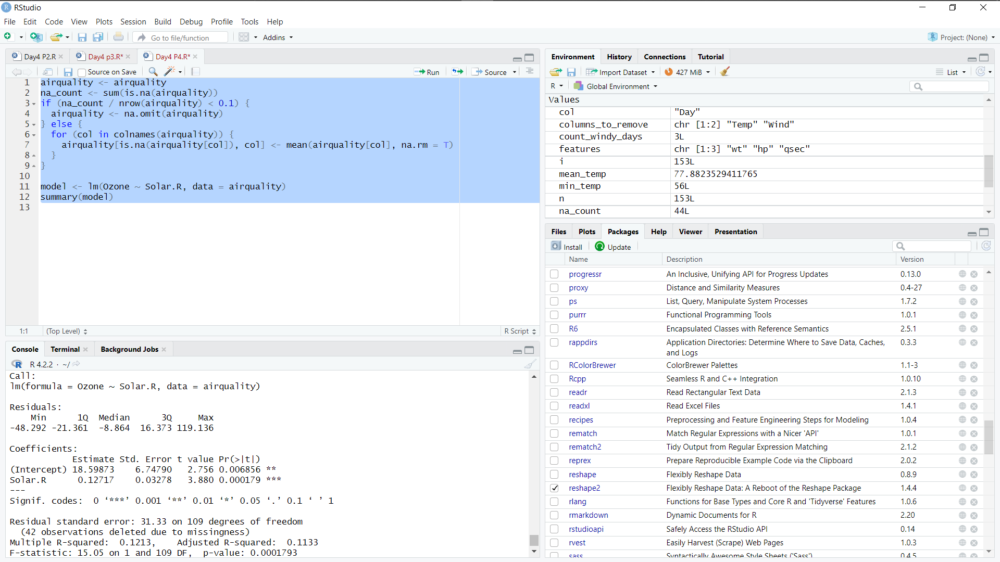 RStudio
File Edit Code View Plots Session Build Debug Profile Tools Help
Go to file/function Addins Project: (None)
Day4 P2.R Day4 p3.R* Day4 P4.R*
Source on Save Run Source
1 airquality <- airquality
2 na_count <- sum(is.na(airquality))
3 if (na_count / nrow(airquality) < 0.1) {
4   airquality <- na.omit(airquality)
5 } else {
6   for (col in colnames(airquality)) {
7     airquality[is.na(airquality[col]), col] <- mean(airquality[col], na.rm = T)
8   }
9 }
10
11 model <- lm(Ozone ~ Solar.R, data = airquality)
12 summary(model)
13
1:1 (Top Level) R Script
Console Terminal Background Jobs
R R 4.2.2 · ~/
Call:
lm(formula = Ozone ~ Solar.R, data = airquality)
Residuals:
    Min      1Q  Median      3Q     Max
-48.292 -21.361  -8.864  16.373 119.136
Coefficients:
            Estimate Std. Error t value Pr(>|t|)
(Intercept) 18.59873    6.74790   2.756 0.006856 **
Solar.R      0.12717    0.03278   3.880 0.000179 ***
---
Signif. codes:  0 ‘***’ 0.001 ‘**’ 0.01 ‘*’ 0.05 ‘.’ 0.1 ‘ ’ 1
Residual standard error: 31.33 on 109 degrees of freedom
  (42 observations deleted due to missingness)
Multiple R-squared:  0.1213,    Adjusted R-squared:  0.1133
F-statistic: 15.05 on 1 and 109 DF,  p-value: 0.0001793
Environment History Connections Tutorial
Import Dataset 427 MiB List
R Global Environment
Values
col "Day"
columns_to_remove chr [1:2] "Temp" "Wind"
count_windy_days 3L
features chr [1:3] "wt" "hp" "qsec"
i 153L
mean_temp 77.8823529411765
min_temp 56L
n 153L
na_count 44L
Files Plots Packages Help Viewer Presentation
Install Update
Name Description Version
progressr An Inclusive, Unifying API for Progress Updates 0.13.0
proxy Distance and Similarity Measures 0.4-27
ps List, Query, Manipulate System Processes 1.7.2
purrr Functional Programming Tools 1.0.1
R6 Encapsulated Classes with Reference Semantics 2.5.1
rappdirs Application Directories: Determine Where to Save Data, Caches, 0.3.3
and Logs
RColorBrewer ColorBrewer Palettes 1.1-3
Rcpp Seamless R and C++ Integration 1.0.10
readr Read Rectangular Text Data 2.1.3
readxl Read Excel Files 1.4.1
recipes Preprocessing and Feature Engineering Steps for Modeling 1.0.4
rematch Match Regular Expressions with a Nicer 'API' 1.0.1
rematch2 Tidy Output from Regular Expression Matching 2.1.2
reprex Prepare Reproducible Example Code via the Clipboard 2.0.2
reshape Flexibly Reshape Data 0.8.9
reshape2 Flexibly Reshape Data: A Reboot of the Reshape Package 1.4.4
rlang Functions for Base Types and Core R and 'Tidyverse' Features 1.0.6
rmarkdown Dynamic Documents for R 2.20
rstudioapi Safely Access the RStudio API 0.14
rvest Easily Harvest (Scrape) Web Pages 1.0.3
sass Syntactically Awesome Style Sheets ('Sass') 0.4.5